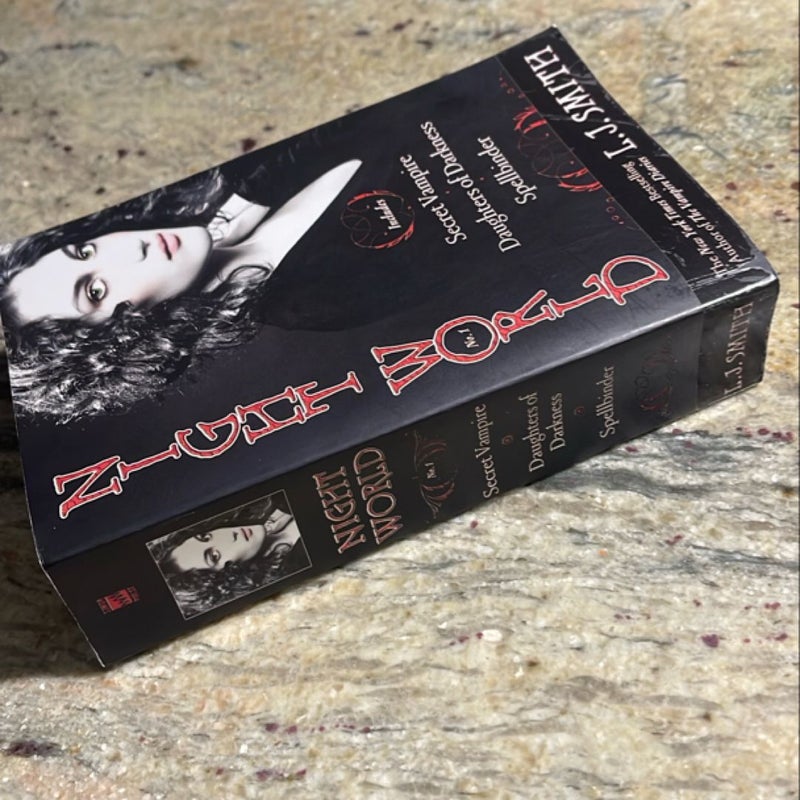 NIGHT
WORLD
No. 1
Includes
Secret Vampire
Daughters of Darkness
Spellbinder
The New York Times Bestselling
Author of The Vampire Diaries
L. J. SMITH
NIGHT
WORLD
No. 1
Secret Vampire
Daughters of
Darkness
Spellbinder
L. J. SMITH